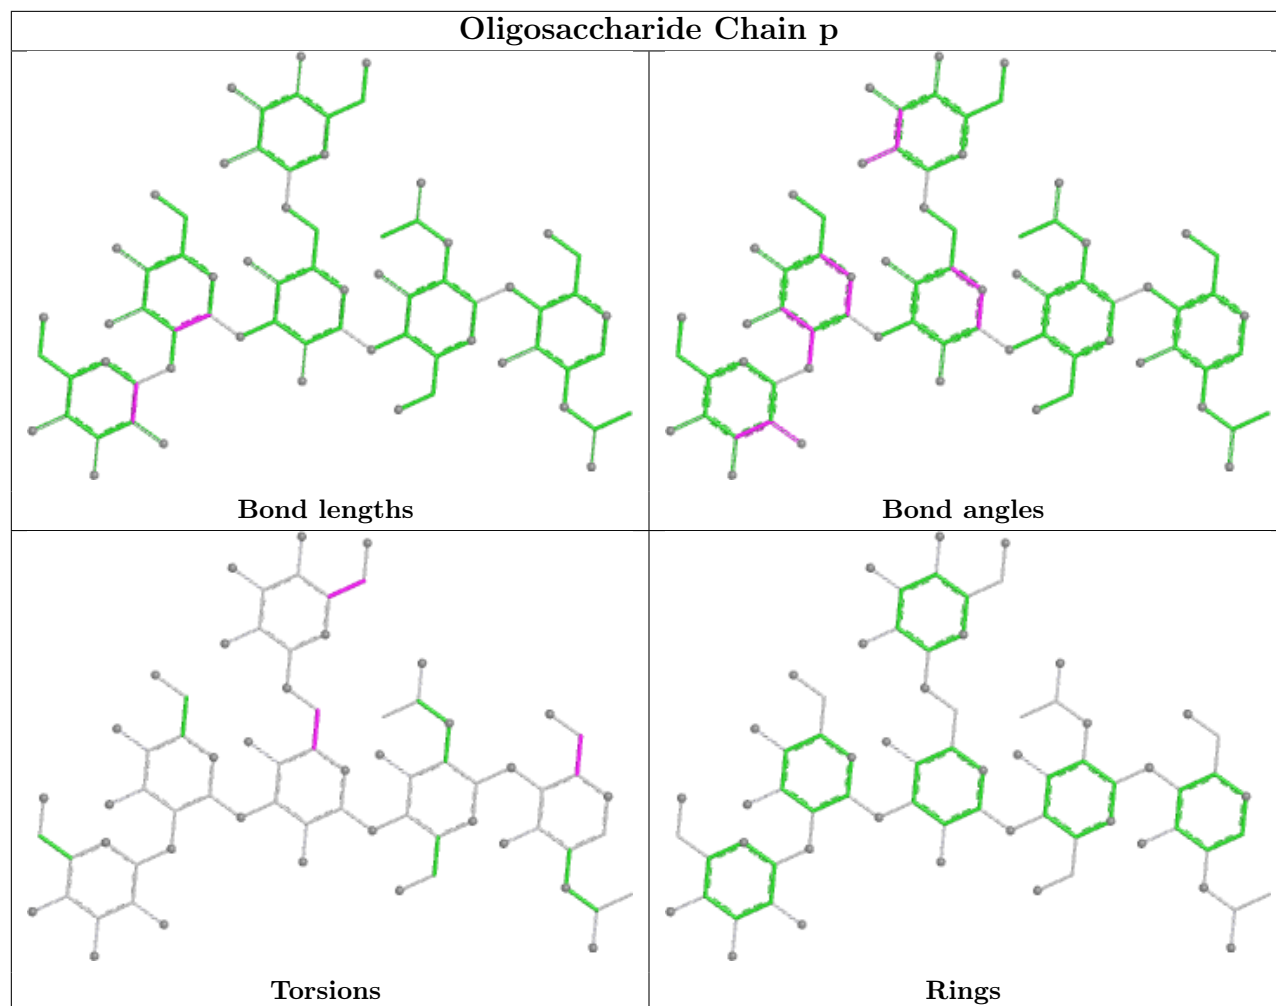 Oligosaccharide Chain p
Bond lengths
Bond angles
Torsions
Rings